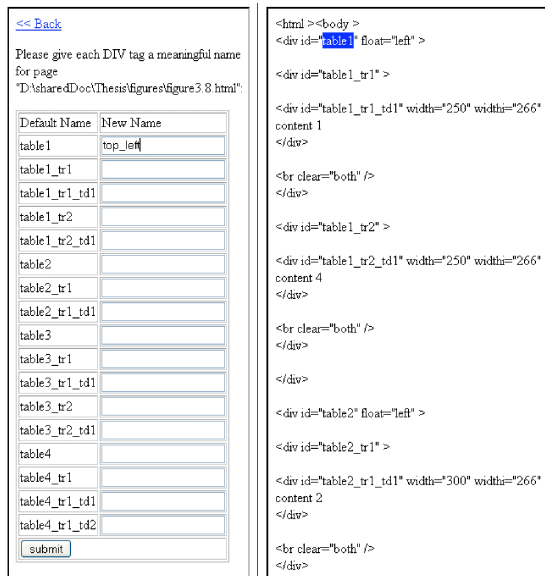 << Back
Please give each DIV tag a meaningful name
for page
"D:\sharedDoc\Thesis\figures\figure3.8.html":
Default Name New Name
table1 top_left
table1_tr1
table1_tr1_td1
table1_tr2
table1_tr2_td1
table2
table2_tr1
table2_tr1_td1
table3
table3_tr1
table3_tr1_td1
table3_tr2
table3_tr2_td1
table4
table4_tr1
table4_tr1_td1
table4_tr1_td2
submit
<html ><body >
<div id="table1" float="left" >
<div id="table1_tr1" >
<div id="table1_tr1_td1" width="250" widthi="266"
content 1
</div>
<br clear="both" />
</div>
<div id="table1_tr2" >
<div id="table1_tr2_td1" width="250" widthi="266"
content 4
</div>
<br clear="both" />
</div>
</div>
<div id="table2" float="left" >
<div id="table2_tr1" >
<div id="table2_tr1_td1" width="300" widthi="266"
content 2
</div>
<br clear="both" />
</div>